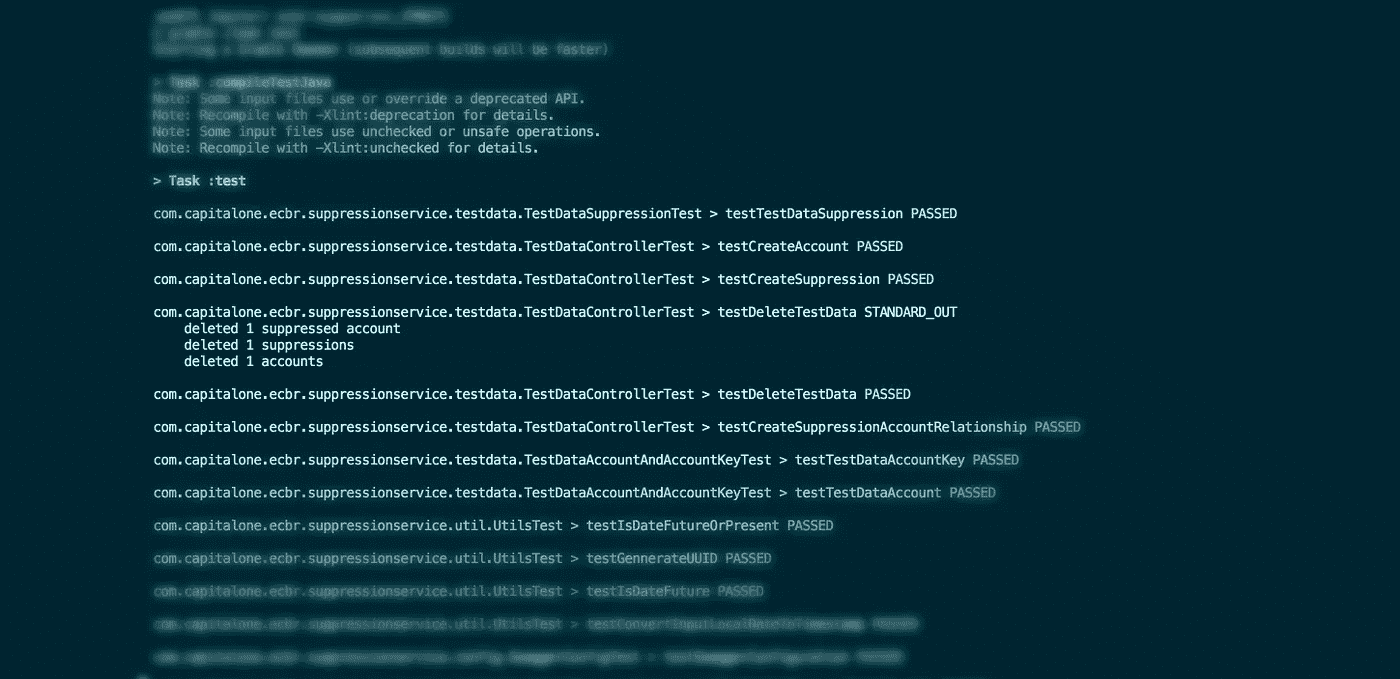 (subsequent builds will be faster)
> Task :compileTestJava
Note: Some input files use or override a deprecated API.
Note: Recompile with -Xlint:deprecation for details.
Note: Some input files use unchecked or unsafe operations.
Note: Recompile with -Xlint:unchecked for details.
> Task :test
com.capitalone.ecbr.suppressionservice.testdata.TestDataSuppressionTest > testTestDataSuppression PASSED
com.capitalone.ecbr.suppressionservice.testdata.TestDataControllerTest > testCreateAccount PASSED
com.capitalone.ecbr.suppressionservice.testdata.TestDataControllerTest > testCreateSuppression PASSED
com.capitalone.ecbr.suppressionservice.testdata.TestDataControllerTest > testDeleteTestData STANDARD_OUT
deleted 1 suppressed account
deleted 1 suppressions
deleted 1 accounts
com.capitalone.ecbr.suppressionservice.testdata.TestDataControllerTest > testDeleteTestData PASSED
com.capitalone.ecbr.suppressionservice.testdata.TestDataControllerTest > testCreateSuppressionAccountRelationship PASSED
com.capitalone.ecbr.suppressionservice.testdata.TestDataAccountAndAccountKeyTest > testTestDataAccountKey PASSED
com.capitalone.ecbr.suppressionservice.testdata.TestDataAccountAndAccountKeyTest > testTestDataAccount PASSED
com.capitalone.ecbr.suppressionservice.util.UtilsTest > testIsDateFutureOrPresent PASSED
com.capitalone.ecbr.suppressionservice.util.UtilsTest > testGennerateUUID PASSED
com.capitalone.ecbr.suppressionservice.util.UtilsTest > testIsDateFuture PASSED
com.capitalone.ecbr.suppressionservice.util.UtilsTest >